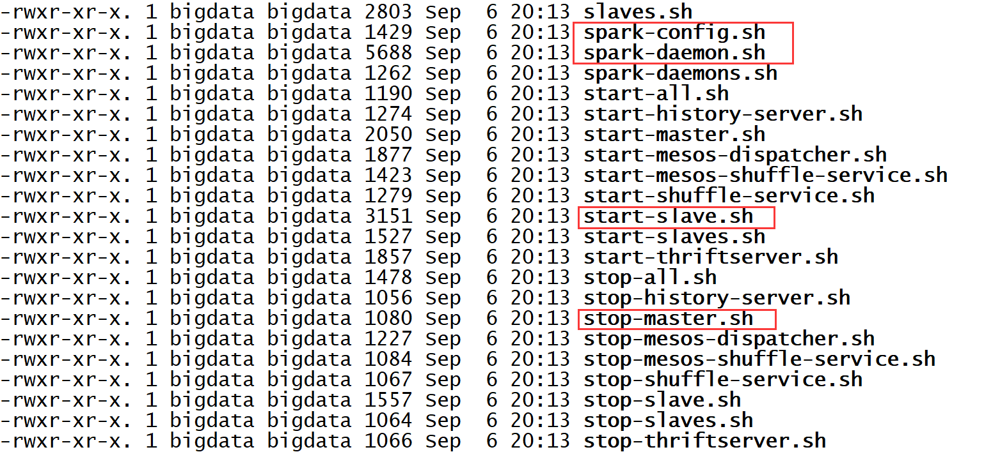 -rwxr-xr-x. 1 bigdata bigdata 2803 Sep  6 20:13 slaves.sh
-rwxr-xr-x. 1 bigdata bigdata 1429 Sep  6 20:13 spark-config.sh
-rwxr-xr-x. 1 bigdata bigdata 5688 Sep  6 20:13 spark-daemon.sh
-rwxr-xr-x. 1 bigdata bigdata 1262 Sep  6 20:13 spark-daemons.sh
-rwxr-xr-x. 1 bigdata bigdata 1190 Sep  6 20:13 start-all.sh
-rwxr-xr-x. 1 bigdata bigdata 1274 Sep  6 20:13 start-history-server.sh
-rwxr-xr-x. 1 bigdata bigdata 2050 Sep  6 20:13 start-master.sh
-rwxr-xr-x. 1 bigdata bigdata 1877 Sep  6 20:13 start-mesos-dispatcher.sh
-rwxr-xr-x. 1 bigdata bigdata 1423 Sep  6 20:13 start-mesos-shuffle-service.sh
-rwxr-xr-x. 1 bigdata bigdata 1279 Sep  6 20:13 start-shuffle-service.sh
-rwxr-xr-x. 1 bigdata bigdata 3151 Sep  6 20:13 start-slave.sh
-rwxr-xr-x. 1 bigdata bigdata 1527 Sep  6 20:13 start-slaves.sh
-rwxr-xr-x. 1 bigdata bigdata 1857 Sep  6 20:13 start-thriftserver.sh
-rwxr-xr-x. 1 bigdata bigdata 1478 Sep  6 20:13 stop-all.sh
-rwxr-xr-x. 1 bigdata bigdata 1056 Sep  6 20:13 stop-history-server.sh
-rwxr-xr-x. 1 bigdata bigdata 1080 Sep  6 20:13 stop-master.sh
-rwxr-xr-x. 1 bigdata bigdata 1227 Sep  6 20:13 stop-mesos-dispatcher.sh
-rwxr-xr-x. 1 bigdata bigdata 1084 Sep  6 20:13 stop-mesos-shuffle-service.sh
-rwxr-xr-x. 1 bigdata bigdata 1067 Sep  6 20:13 stop-shuffle-service.sh
-rwxr-xr-x. 1 bigdata bigdata 1557 Sep  6 20:13 stop-slave.sh
-rwxr-xr-x. 1 bigdata bigdata 1064 Sep  6 20:13 stop-slaves.sh
-rwxr-xr-x. 1 bigdata bigdata 1066 Sep  6 20:13 stop-thriftserver.sh